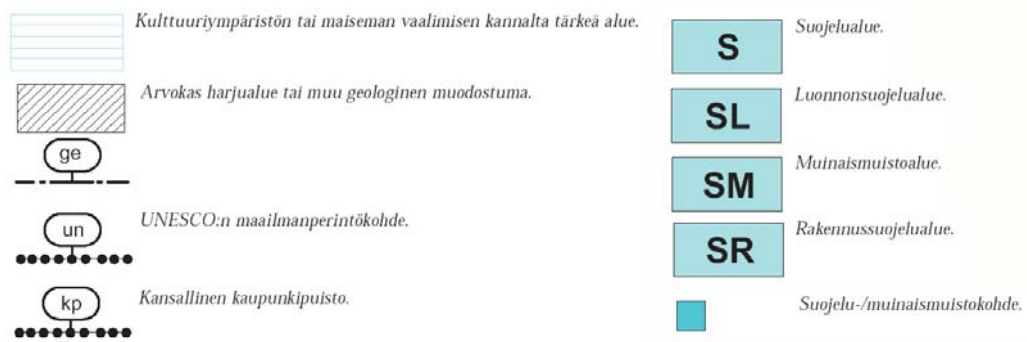 Kulttuuriympäristön tai maiseman vaalimisen kannalta tärkeä alue.
Arvokas harjualue tai muu geologinen muodostuma.
ge
un
UNESCO:n maailmanperintökohde.
kp
Kansallinen kaupunkipuisto.
S
Suojelualue.
SL
Luonnonsuojelualue.
SM
Muinaismuistoalue.
SR
Rakennussuojelualue.
Suojelu-/muinaismuistokohde.